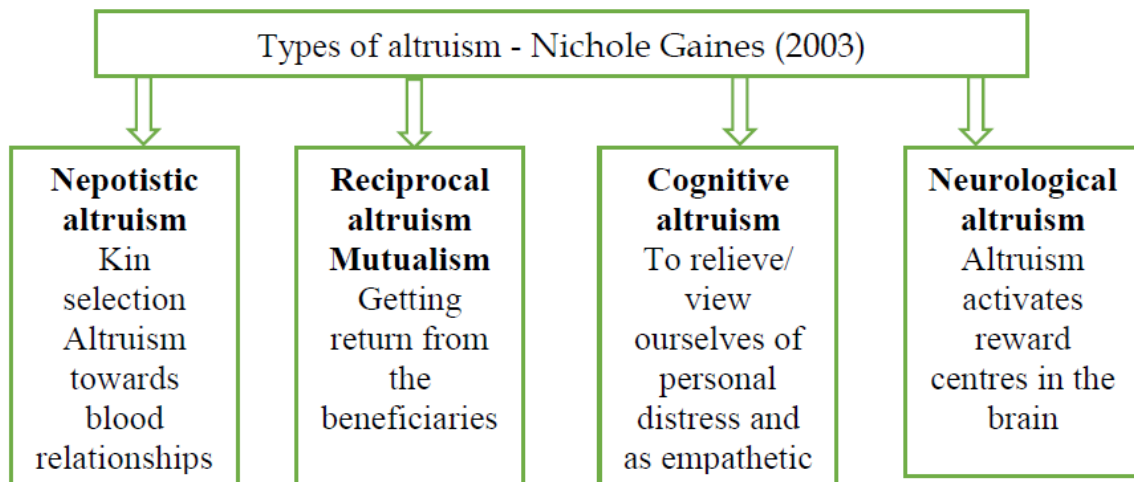 Types of altruism - Nichole Gaines (2003)
Nepotistic
altruism
Kin
selection
Altruism
towards
blood
relationships
Reciprocal
altruism
Mutualism
Getting
return from
the
beneficiaries
Cognitive
altruism
To relieve/
view
ourselves of
personal
distress and
as empathetic
Neurological
altruism
Altruism
activates
reward
centres in the
brain